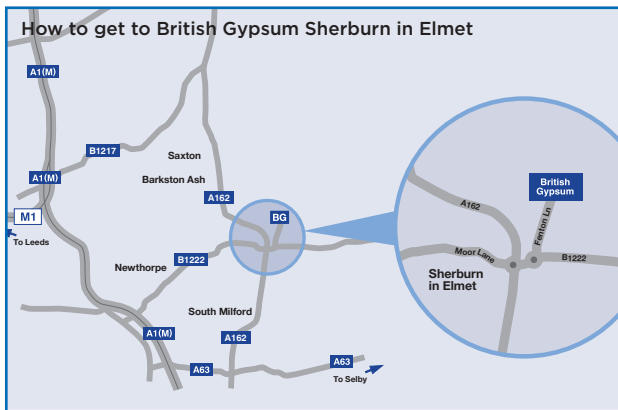 How to get to British Gypsum Sherburn in Elmet
A1(M)
B1217
Saxton
Barkston Ash
A1(M)
A162
M1
BG
To Leeds
Newthorpe
B1222
South Milford
A1(M)
A162
A63
A63
To Selby
British
Gypsum
A162
Fenton Ln
Moor Lane
B1222
Sherburn
in Elmet